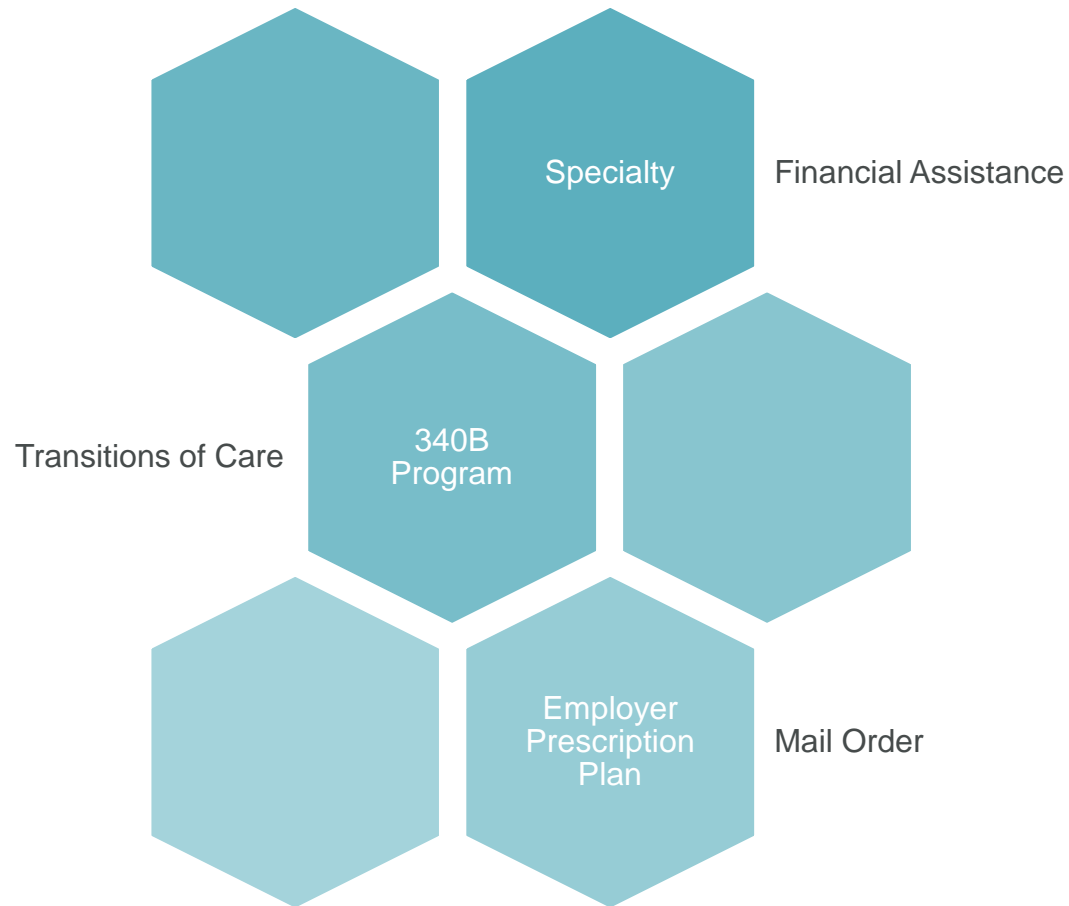 Specialty
Financial Assistance
Transitions of Care
340B
Program
Employer
Prescription
Plan
Mail Order